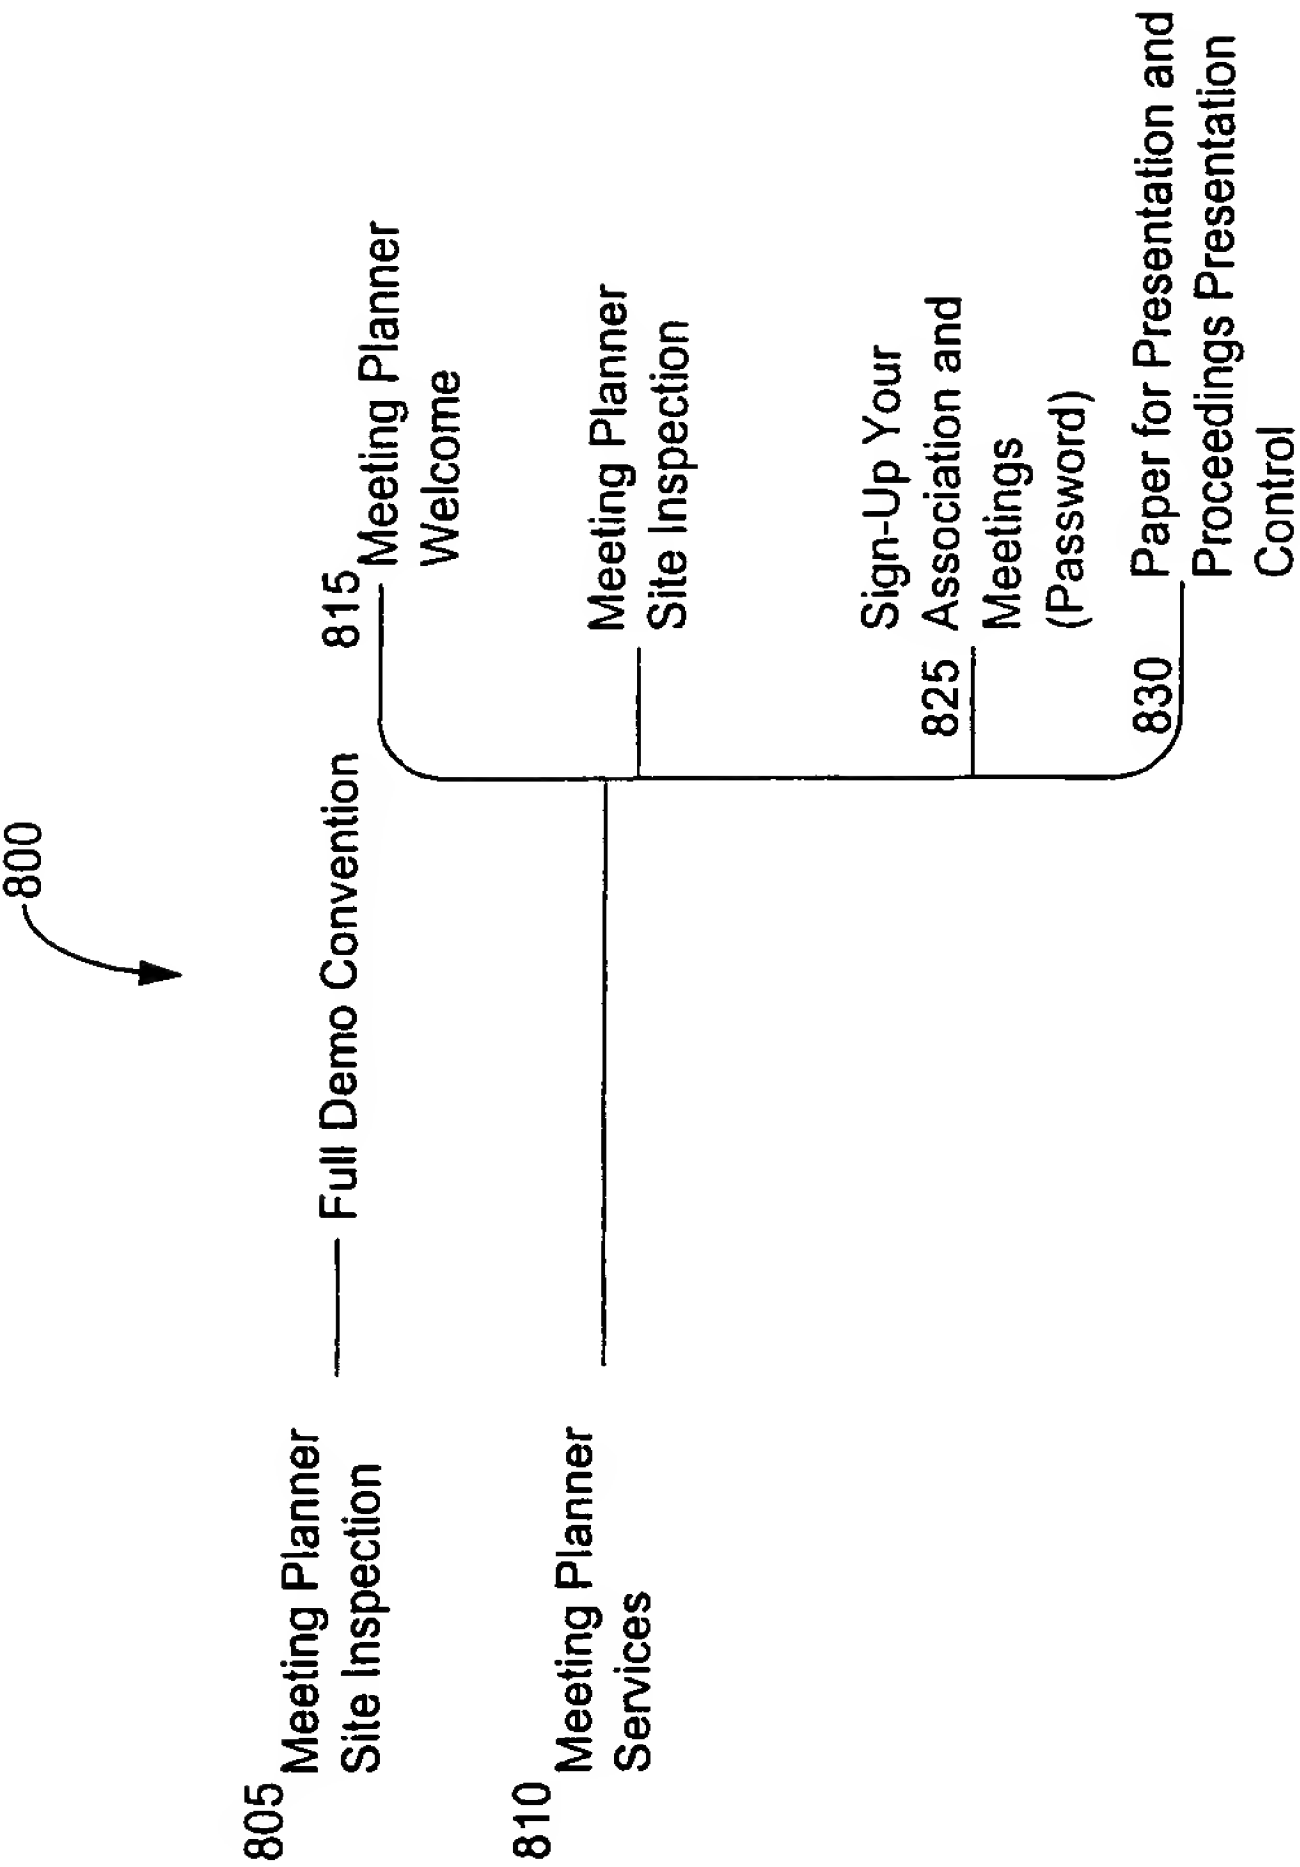 800
805
Meeting Planner
Site Inspection
Full Demo Convention
810
Meeting Planner
Services
815
Meeting Planner
Welcome
Meeting Planner
Site Inspection
825
Sign-Up Your
Association and
Meetings
(Password)
830
Paper for Presentation and
Proceedings Presentation
Control